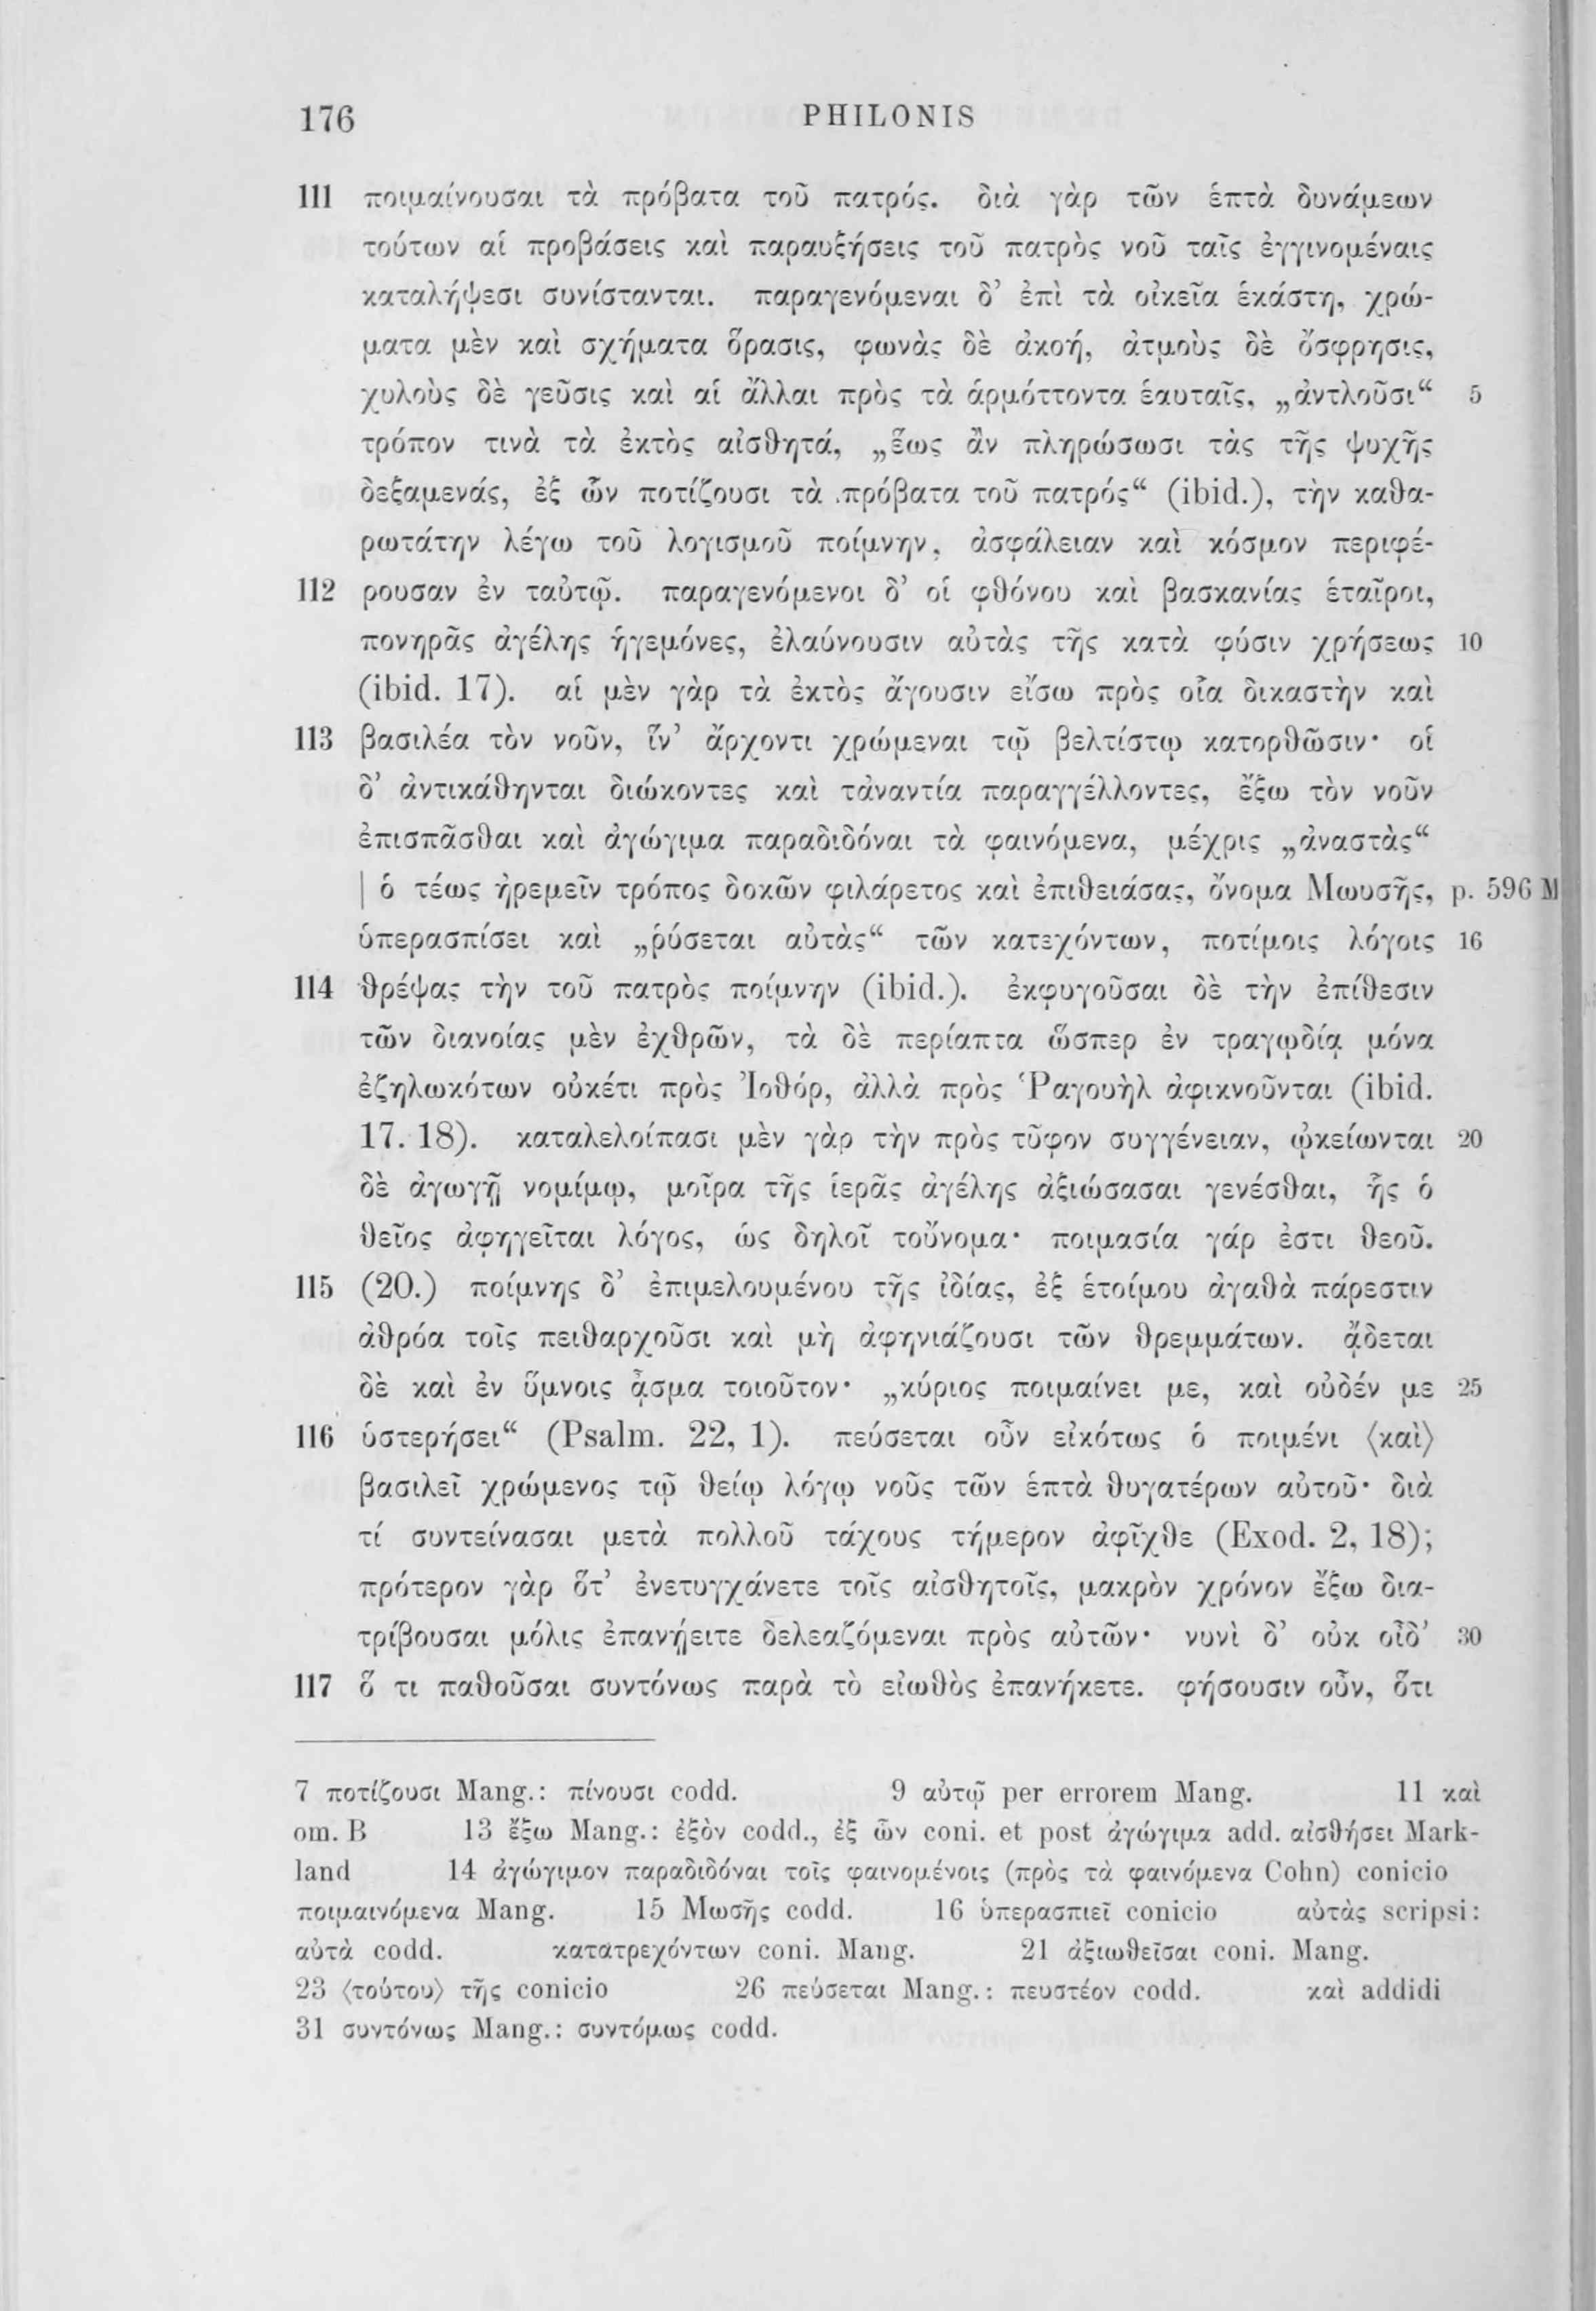 176 PHILONIS
111 ποιμαίνουσαι τὰ πρόβατα τοῦ πατρός. διὰ γὰρ τῶν ἑπτὰ δυνάμεων
τούτων αἱ προβάσεις καὶ παραυξήσεις τοῦ πατρὸς νοῦ ταῖς ἐγγινομέναις
καταλήψεσι συνίστανται. παραγενόμεναι δ’ ἐπὶ τὰ οἰκεῖα ἑκάστη, χρώ-
ματα μὲν καὶ σχήματα ὅρασις, φωνὰς δὲ ἀκοή, ἀτμοὺς δὲ ὄσφρησις,
χυλοὺς δὲ γεῦσις καὶ αἱ ἄλλαι πρὸς τὰ ἁρμόττοντα ἑαυταῖς, „ἀντλοῦσι“ 5
τρόπον τινὰ τὰ ἐκτὸς αἰσθητά, „ἕως ἂν πληρώσωσι τὰς τῆς ψυχῆς
δεξαμενάς, ἐξ ὧν ποτίζουσι τὰ πρόβατα τοῦ πατρός“ (ibid.), τὴν καθα-
ρωτάτην λέγω τοῦ λογισμοῦ ποίμνην, ἀσφάλειαν καὶ κόσμον περιφέ-
112 ρουσαν ἐν ταὐτῷ. παραγενόμενοι δ’ οἱ φθόνου καὶ βασκανίας ἑταῖροι,
πονηρᾶς ἀγέλης ἡγεμόνες, ἐλαύνουσιν αὐτὰς τῆς κατὰ φύσιν χρήσεως 10
(ibid. 17). αἱ μὲν γὰρ τὰ ἐκτὸς ἄγουσιν εἴσω πρὸς οἷα δικαστὴν καὶ
113 βασιλέα τὸν νοῦν, ἵν’ ἄρχοντι χρώμεναι τῷ βελτίστῳ κατορθῶσιν· οἱ
δ’ ἀντικάθηνται διώκοντες καὶ τἀναντία παραγγέλλοντες, ἔξω τὸν νοῦν
ἐπισπᾶσθαι καὶ ἀγώγιμα παραδιδόναι τὰ φαινόμενα, μέχρις „ἀναστὰς“
| ὁ τέως ἠρεμεῖν τρόπος δοκῶν φιλάρετος καὶ ἐπιθειάσας, ὄνομα Μωυσῆς, p. 596 M
ὑπερασπίσει καὶ „ῥύσεται αὐτὰς“ τῶν κατεχόντων, ποτίμοις λόγοις 16
114 θρέψας τὴν τοῦ πατρὸς ποίμνην (ibid.). ἐκφυγοῦσαι δὲ τὴν ἐπίθεσιν
τῶν διανοίας μὲν ἐχθρῶν, τὰ δὲ περίαπτα ὥσπερ ἐν τραγῳδίᾳ μόνα
ἐζηλωκότων οὐκέτι πρὸς Ἰοθόρ, ἀλλὰ πρὸς Ῥαγουὴλ ἀφικνοῦνται (ibid.
17. 18). καταλελοίπασι μὲν γὰρ τὴν πρὸς τῦφον συγγένειαν, ᾠκείωνται 20
δὲ ἀγωγῇ νομίμῳ, μοῖρα τῆς ἱερᾶς ἀγέλης ἀξιώσασαι γενέσθαι, ἧς ὁ
θεῖος ἀφηγεῖται λόγος, ὡς δηλοῖ τοὔνομα· ποιμασία γάρ ἐστι θεοῦ.
115 (20.) ποίμνης δ’ ἐπιμελουμένου τῆς ἰδίας, ἐξ ἑτοίμου ἀγαθὰ πάρεστιν
ἀθρόα τοῖς πειθαρχοῦσι καὶ μὴ ἀφηνιάζουσι τῶν θρεμμάτων. ᾄδεται
δὲ καὶ ἐν ὕμνοις ᾆσμα τοιοῦτον· „κύριος ποιμαίνει με, καὶ οὐδέν με 25
116 ὑστερήσει“ (Psalm. 22, 1). πεύσεται οὖν εἰκότως ὁ ποιμένι ⟨καὶ⟩
βασιλεῖ χρώμενος τῷ θείῳ λόγῳ νοῦς τῶν ἑπτὰ θυγατέρων αὐτοῦ· διὰ
τί συντείνασαι μετὰ πολλοῦ τάχους τήμερον ἀφῖχθε (Exod. 2, 18);
πρότερον γὰρ ὅτ’ ἐνετυγχάνετε τοῖς αἰσθητοῖς, μακρὸν χρόνον ἔξω δια-
τρίβουσαι μόλις ἐπανῄειτε δελεαζόμεναι πρὸς αὐτῶν· νυνὶ δ’ οὐκ οἶδ’ 30
117 ὅ τι παθοῦσαι συντόνως παρὰ τὸ εἰωθὸς ἐπανήκετε. φήσουσιν οὖν, ὅτι
7 ποτίζουσι Mang.: πίνουσι codd. 9 αὐτῷ per errorem Mang. 11 καὶ
om. B 13 ἔξω Mang.: ἐξὸν codd., ἐξ ὧν coni. et post ἀγώγιμα add. αἰσθήσει Mark-
land 14 ἀγώγιμον παραδιδόναι τοῖς φαινομένοις (πρὸς τὰ φαινόμενα Cohn) conicio
ποιμαινόμενα Mang. 15 Μωσῆς codd. 16 ὑπερασπιεῖ conicio αὐτὰς scripsi:
αὐτὰ codd. κατατρεχόντων coni. Mang. 21 ἀξιωθεῖσαι coni. Mang.
23 ⟨τούτου⟩ τῆς conicio 26 πεύσεται Mang.: πευστέον codd. καὶ addidi
31 συντόνως Mang.: συντόμως codd.